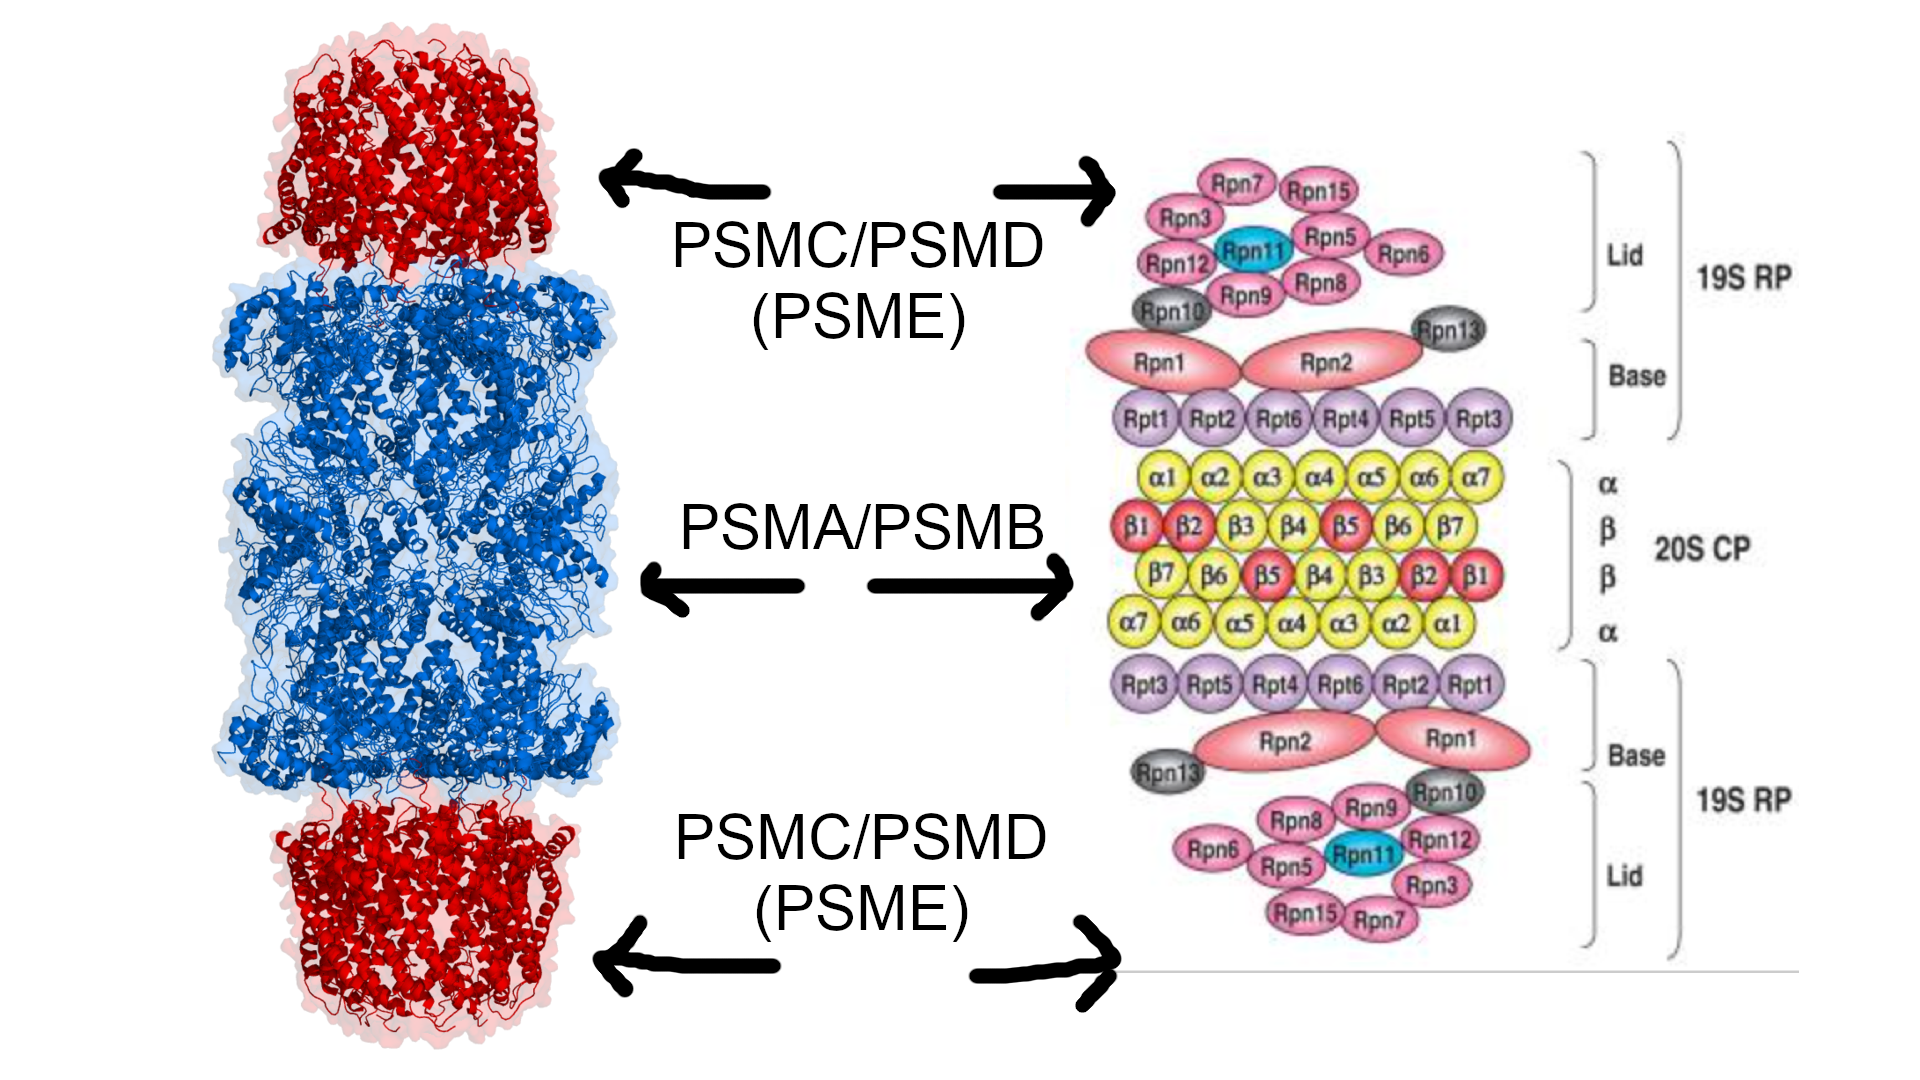 PSMC/PSMD
(PSME)
PSMA/PSMB
PSMC/PSMD
(PSME)
Rpn7 Rpn15
Rpn3
Rpn11 Rpn5 Rpn6
Rpn12
Rpn9 Rpn8
Rpn10
Rpn13
Rpn1 Rpn2
Rpt1 Rpt2 Rpt6 Rpt4 Rpt5 Rpt3
α1 α2 α3 α4 α5 α6 α7
β1 β2 β3 β4 β5 β6 β7
β7 β6 β5 β4 β3 β2 β1
α7 α6 α5 α4 α3 α2 α1
Rpt3 Rpt5 Rpt4 Rpt6 Rpt2 Rpt1
Rpn2 Rpn1
Rpn13
Rpn10
Rpn8 Rpn9
Rpn6 Rpn5 Rpn11 Rpn12
Rpn3
Rpn15 Rpn7
Lid
19S RP
Base
α
β
20S CP
β
α
Base
19S RP
Lid